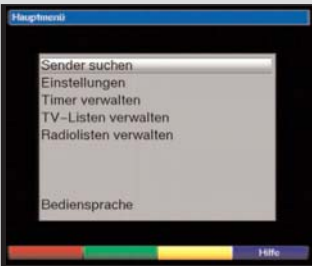 Hauptmenü
Sender suchen
Einstellungen
Timer verwalten
TV-Listen verwalten
Radiolisten verwalten
Bediensprache
Hilfe